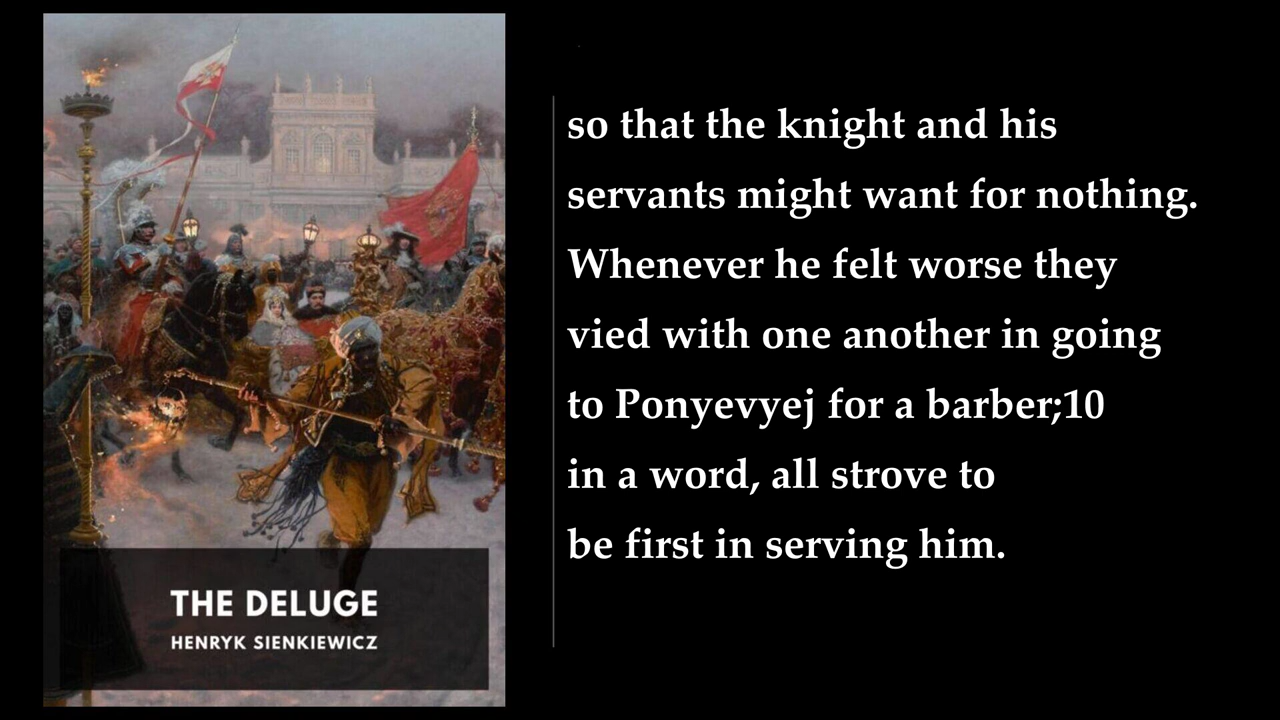 THE DELUGE
HENRYK SIENKIEWICZ
so that the knight and his
servants might want for nothing.
Whenever he felt worse they
vied with one another in going
to Ponyevyej for a barber;10
in a word, all strove to
be first in serving him.